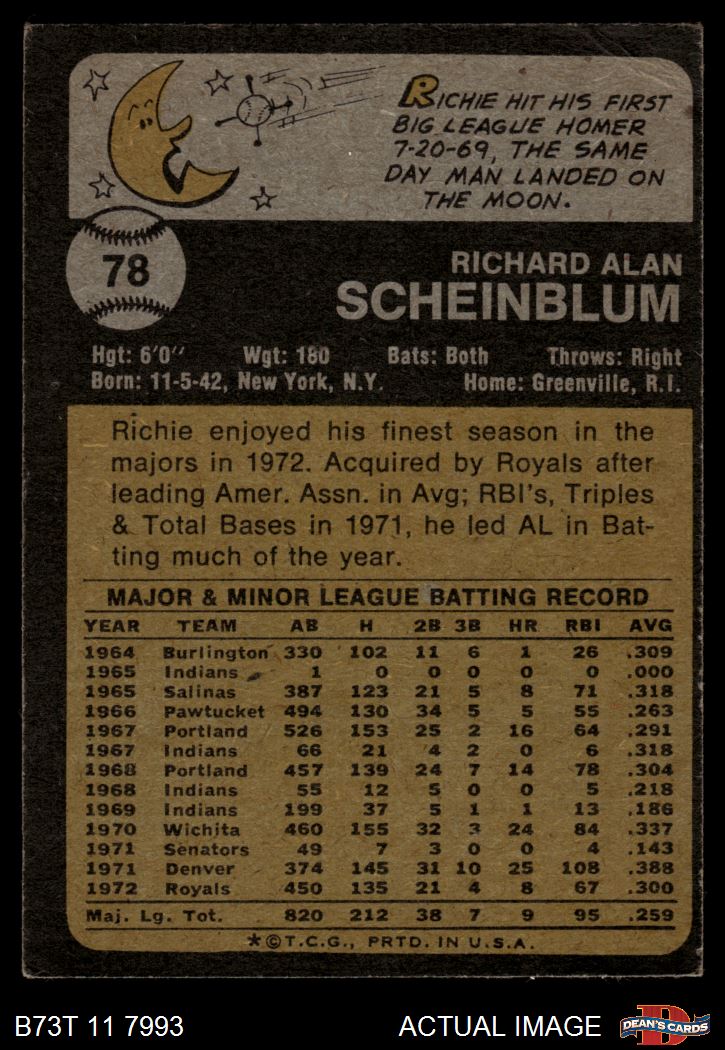 RICHIE HIT HIS FIRST
BIG LEAGUE HOMER
7-20-69, THE SAME
DAY MAN LANDED ON
THE MOON.
78
RICHARD ALAN
SCHEINBLUM
Hgt: 6'0'' Wgt: 180 Bats: Both Throws: Right
Born: 11-5-42, New York, N.Y. Home: Greenville, R.I.
Richie enjoyed his finest season in the
majors in 1972. Acquired by Royals after
leading Amer. Assn. in Avg; RBI's, Triples
& Total Bases in 1971, he led AL in Bat-
ting much of the year.
MAJOR & MINOR LEAGUE BATTING RECORD
YEAR TEAM AB H 2B 3B HR RBI AVG
1964 Burlington 330 102 11 6 1 26 .309
1965 Indians 1 0 0 0 0 0 .000
1965 Salinas 387 123 21 5 8 71 .318
1966 Pawtucket 494 130 34 5 5 55 .263
1967 Portland 526 153 25 2 16 64 .291
1967 Indians 66 21 4 2 0 6 .318
1968 Portland 457 139 24 7 14 78 .304
1968 Indians 55 12 5 0 0 5 .218
1969 Indians 199 37 5 1 1 13 .186
1970 Wichita 460 155 32 3 24 84 .337
1971 Senators 49 7 3 0 0 4 .143
1971 Denver 374 145 31 10 25 108 .388
1972 Royals 450 135 21 4 8 67 .300
Maj. Lg. Tot. 820 212 38 7 9 95 .259
*©T.C.G., PRTD. IN U.S.A.
B73T 11 7993 ACTUAL IMAGE D DEAN'S CARDS